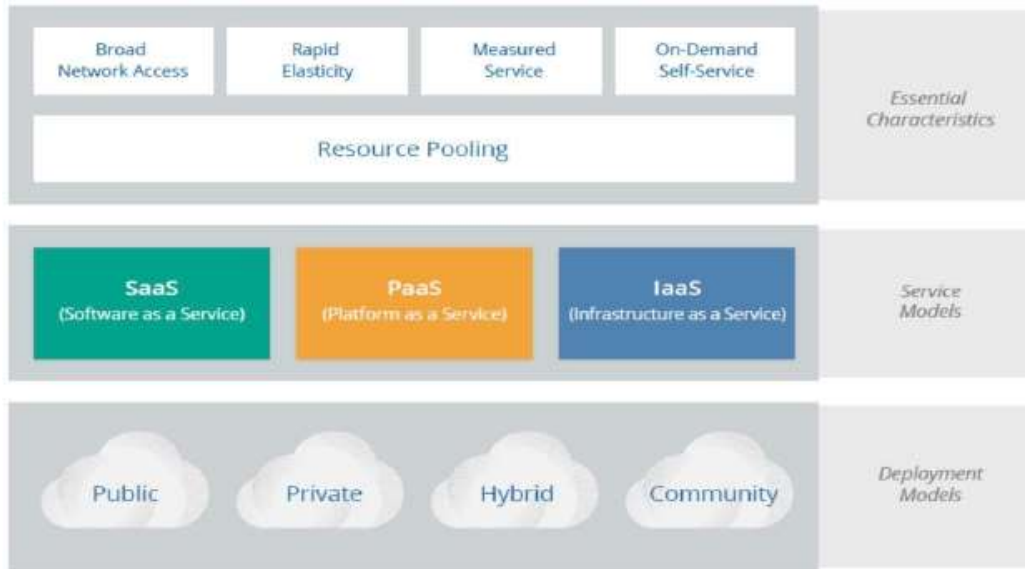 Broad
Network Access
Rapid
Elasticity
Measured
Service
On-Demand
Self-Service
Resource Pooling
Essential
Characteristics
SaaS
(Software as a Service)
PaaS
(Platform as a Service)
IaaS
(Infrastructure as a Service)
Service
Models
Public
Private
Hybrid
Community
Deployment
Models